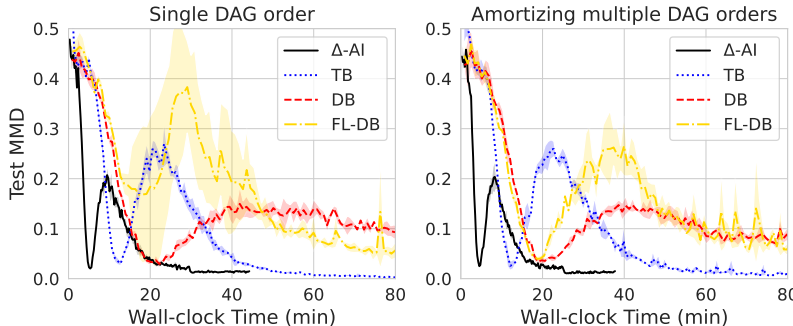 Single DAG order
Amortizing multiple DAG orders
Test MMD
0.5
0.4
0.3
0.2
0.1
0.0
Δ-AI
TB
DB
FL-DB
0 20 40 60 80
Wall-clock Time (min)
0.5
0.4
0.3
0.2
0.1
0.0
Δ-AI
TB
DB
FL-DB
0 20 40 60 80
Wall-clock Time (min)